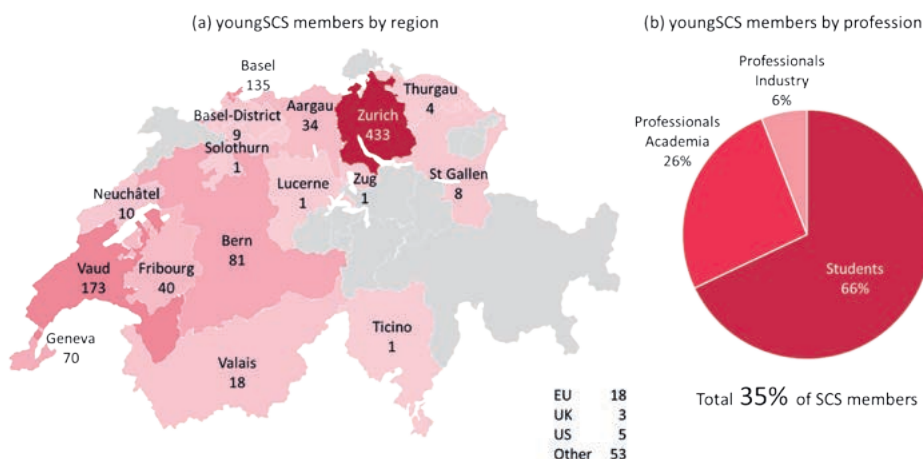 (a) youngSCS members by region
Basel
135
Basel-District
9
Aargau
34
Zurich
433
Thurgau
4
Solothurn
1
Neuchâtel
10
Lucerne
1
Zug
1
St Gallen
8
Vaud
173
Fribourg
40
Bern
81
Geneva
70
Valais
18
Ticino
1
EU 18
UK 3
US 5
Other 53
(b) youngSCS members by profession
Professionals
Industry
6%
Professionals
Academia
26%
Students
66%
Total 35% of SCS members